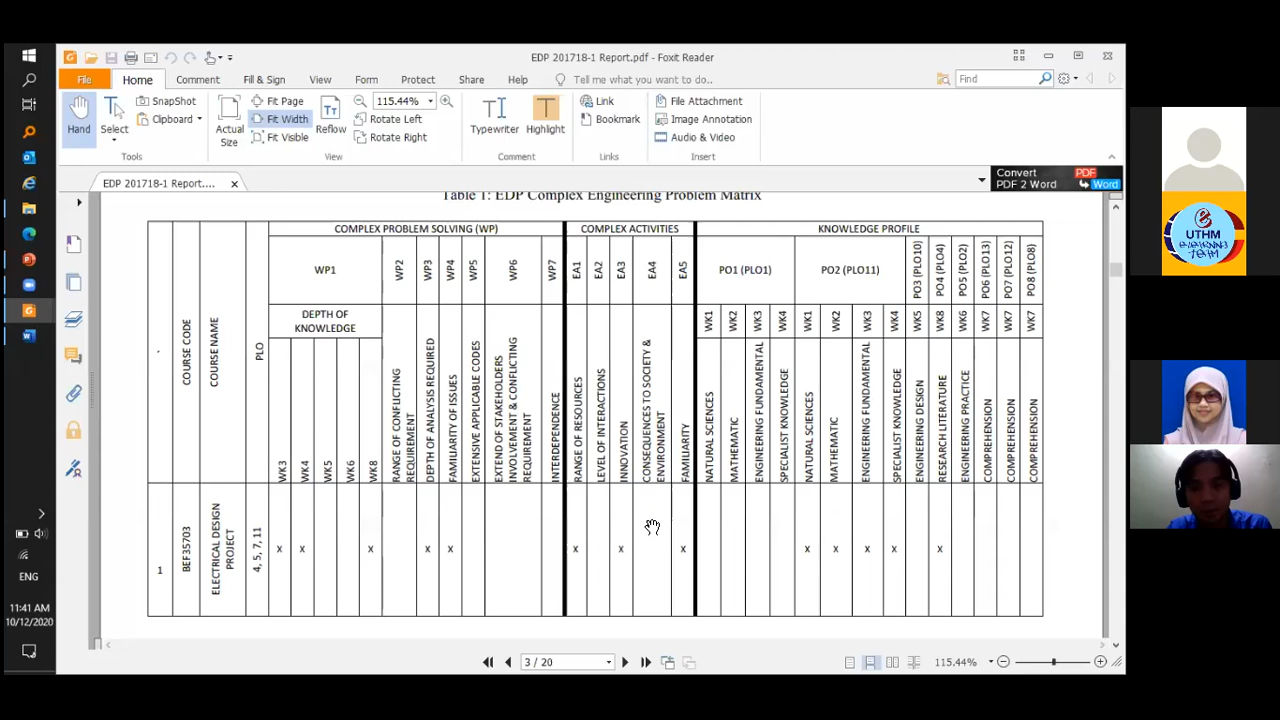 EDP 201718-1 Report.pdf - Foxit Reader
File Home Comment Fill & Sign View Form Protect Share Help Tell me what you want to do.. Find
SnapShot Fit Page 115.44% Link File Attachment
Clipboard Fit Width Rotate Left Bookmark Image Annotation
Hand Select Actual Size Fit Visible Reflow Rotate Right Typewriter Highlight Audio & Video
Tools View Comment Links Insert
EDP 201718-1 Report....
Convert PDF
PDF 2 Word Word
Table 1: EDP Complex Engineering Problem Matrix
COMPLEX PROBLEM SOLVING (WP) COMPLEX ACTIVITIES KNOWLEDGE PROFILE
WP1 WP2 WP3 WP4 WP5 WP6 WP7 EA1 EA2 EA3 EA4 EA5 PO1 (PLO1) PO2 (PLO11) PO3 (PLO10) PO4 (PLO4) PO5 (PLO2) PO6 (PLO13) PO7 (PLO12) PO8 (PLO8)
DEPTH OF KNOWLEDGE
WK1 WK2 WK3 WK4 WK1 WK2 WK3 WK4 WK5 WK8 WK6 WK7 WK7 WK7
COURSE CODE
COURSE NAME
PLO
WK3 WK4 WK5 WK6 WK8
RANGE OF CONFLICTING REQUIREMENT
DEPTH OF ANALYSIS REQUIRED
FAMILIARITY OF ISSUES
EXTENSIVE APPLICABLE CODES
EXTEND OF STAKEHOLDERS INVOLVEMENT & CONFLICTING REQUIREMENT
INTERDEPENDENCE
RANGE OF RESOURCES
LEVEL OF INTERACTIONS
INNOVATION
CONSEQUENCES TO SOCIETY & ENVIRONMENT
FAMILIARITY
NATURAL SCIENCES
MATHEMATIC
ENGINEERING FUNDAMENTAL
SPECIALIST KNOWLEDGE
NATURAL SCIENCES
MATHEMATIC
ENGINEERING FUNDAMENTAL
SPECIALIST KNOWLEDGE
ENGINEERING DESIGN
RESEARCH LITERATURE
ENGINEERING PRACTICE
COMPREHENSION
COMPREHENSION
COMPREHENSION
1 BEF35703 ELECTRICAL DESIGN PROJECT 4, 5, 7, 11 x x x x x x x x x x x x x
3 / 20 115.44%
ENG
11:41 AM
10/12/2020
e
UTHM
eLearning
TEAM